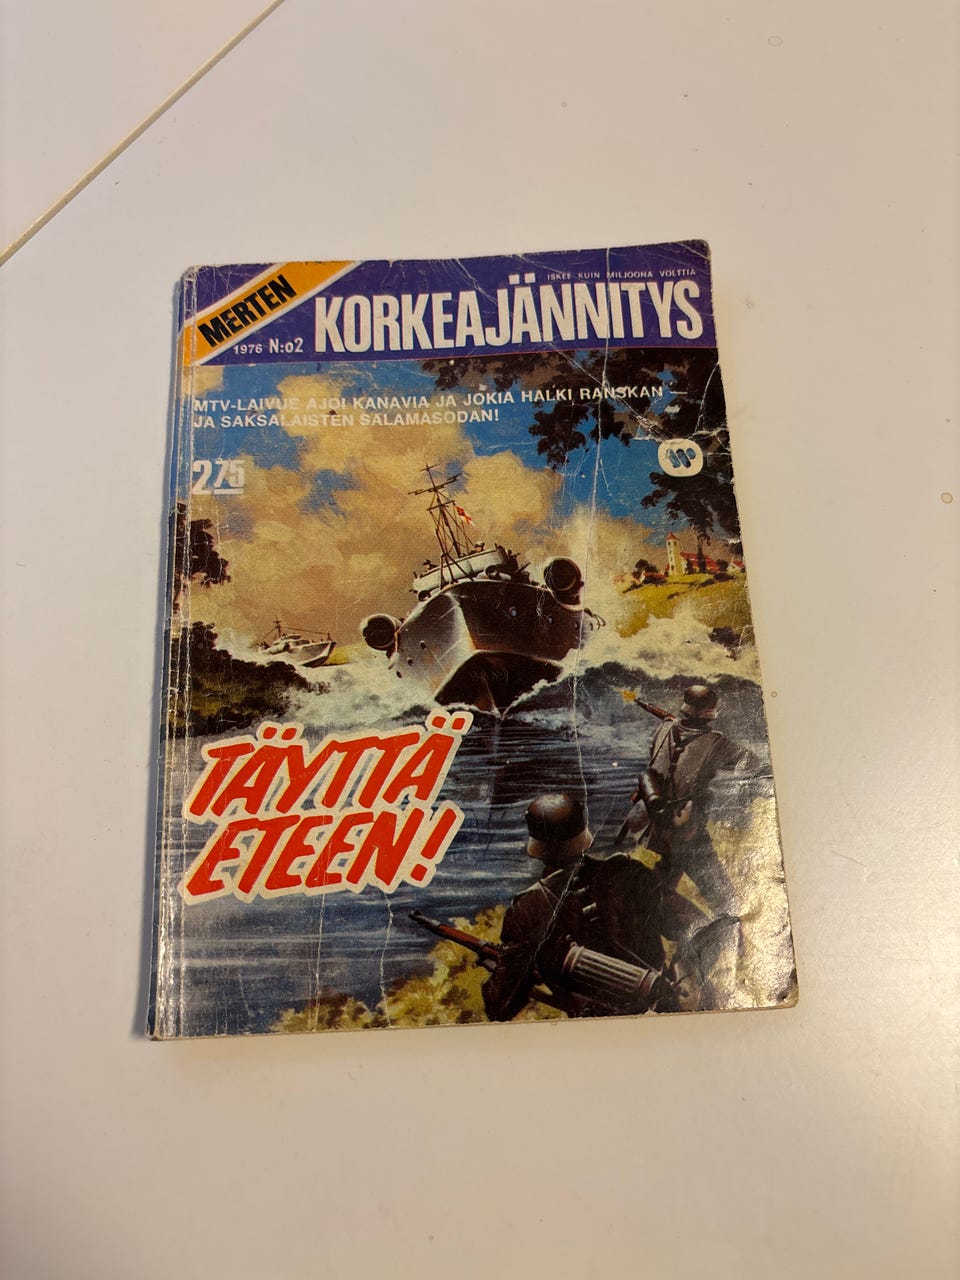 MERTEN
ISKEE KUIN MILJOONA VOLTTIA
KORKEAJÄNNITYS
1976 N:o2
MTV-LAIVUE AJOI KANAVIA JA JOKIA HALKI RANSKAN —
JA SAKSALAISTEN SALAMASODAN!
2.75
TÄYTTÄ
ETEEN!